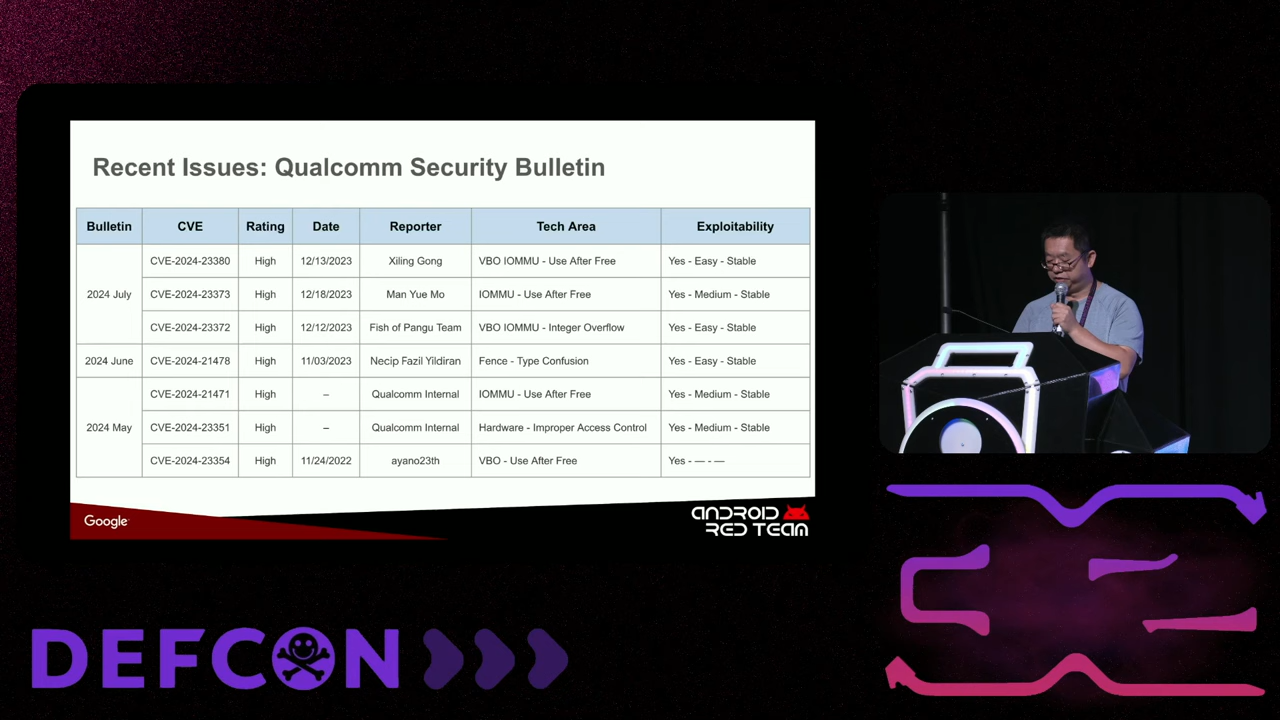 Recent Issues: Qualcomm Security Bulletin
Bulletin CVE Rating Date Reporter Tech Area Exploitability
2024 July
CVE-2024-23380 High 12/13/2023 Xiling Gong VBO IOMMU - Use After Free Yes - Easy - Stable
CVE-2024-23373 High 12/18/2023 Man Yue Mo IOMMU - Use After Free Yes - Medium - Stable
CVE-2024-23372 High 12/12/2023 Fish of Pangu Team VBO IOMMU - Integer Overflow Yes - Easy - Stable
2024 June CVE-2024-21478 High 11/03/2023 Necip Fazil Yildiran Fence - Type Confusion Yes - Easy - Stable
2024 May
CVE-2024-21471 High – Qualcomm Internal IOMMU - Use After Free Yes - Medium - Stable
CVE-2024-23351 High – Qualcomm Internal Hardware - Improper Access Control Yes - Medium - Stable
CVE-2024-23354 High 11/24/2022 ayano23th VBO - Use After Free Yes - — - —
Google
ANDROID
RED TEAM
DEFCON